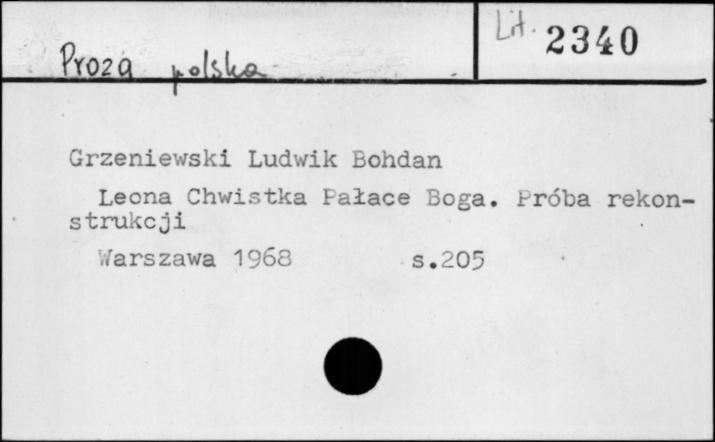 Lit. 2340
Proza polska
Grzeniewski Ludwik Bohdan
Leona Chwistka Pałace Boga. Próba rekon-
strukcji
Warszawa 1968 s.205